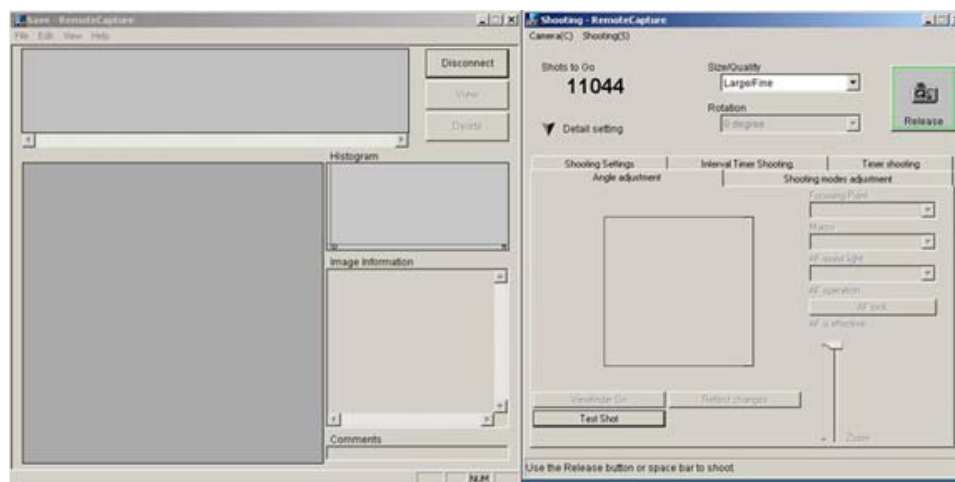 Save - RemoteCapture
File Edit View Help
Disconnect
View
Delete
Histogram
Image Information
Comments
NUM
Shooting - RemoteCapture
Camera(C) Shooting(S)
Shots to Go
11044
Size/Quality
Large/Fine
Rotation
0 degree
Release
Detail setting
Shooting Settings
Interval Timer Shooting
Timer shooting
Angle adjustment
Shooting modes adjustment
Focusing Point
Macro
AF assist light
AF operation
AF lock
AF is effective
Viewfinder Go
Reflect changes
Test Shot
- Zoom
Use the Release button or space bar to shoot.